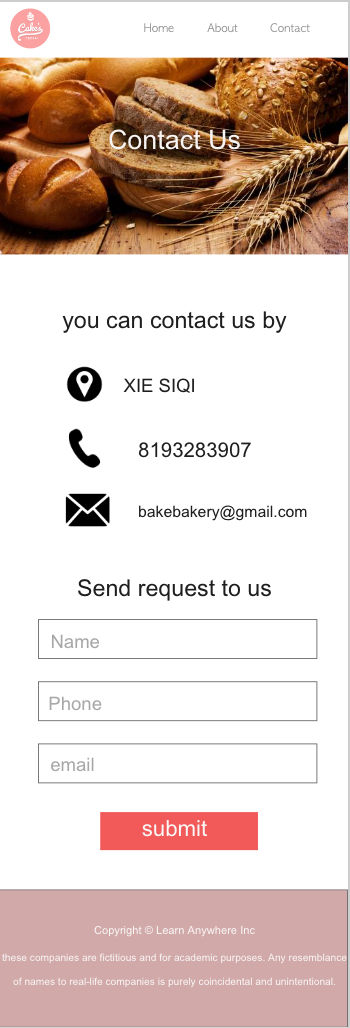 Cake's
Home About Contact
Contact Us
you can contact us by
XIE SIQI
8193283907
bakebakery@gmail.com
Send request to us
Name
Phone
email
submit
Copyright © Learn Anywhere Inc
these companies are fictitious and for academic purposes. Any resemblance
of names to real-life companies is purely coincidental and unintentional.